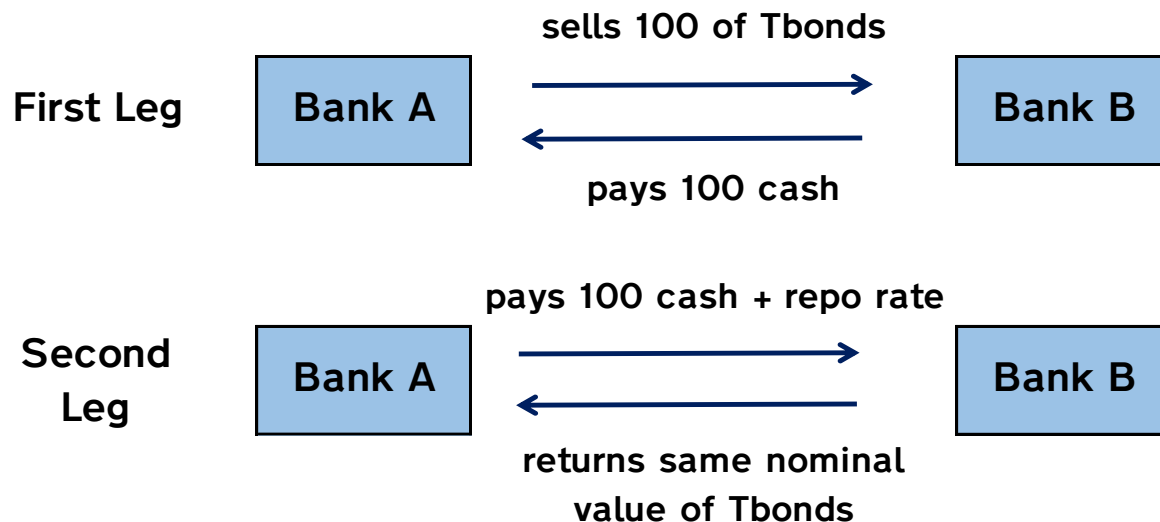 sells 100 of Tbonds
First Leg
Bank A
Bank B
pays 100 cash
pays 100 cash + repo rate
Second
Leg
Bank A
Bank B
returns same nominal
value of Tbonds